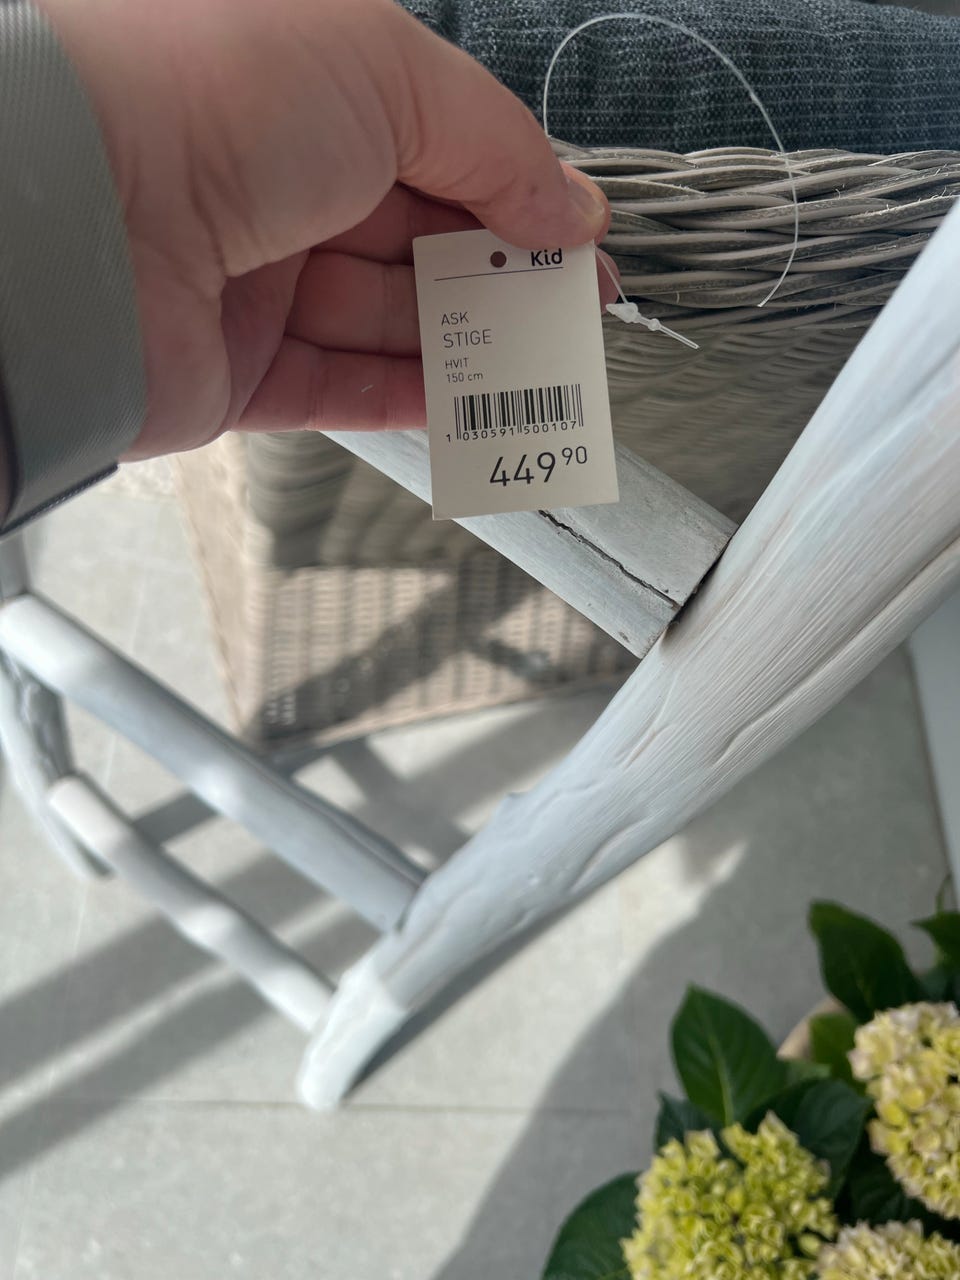 Kid
ASK
STIGE
HVIT
150 cm
1 030591 500107
449 90